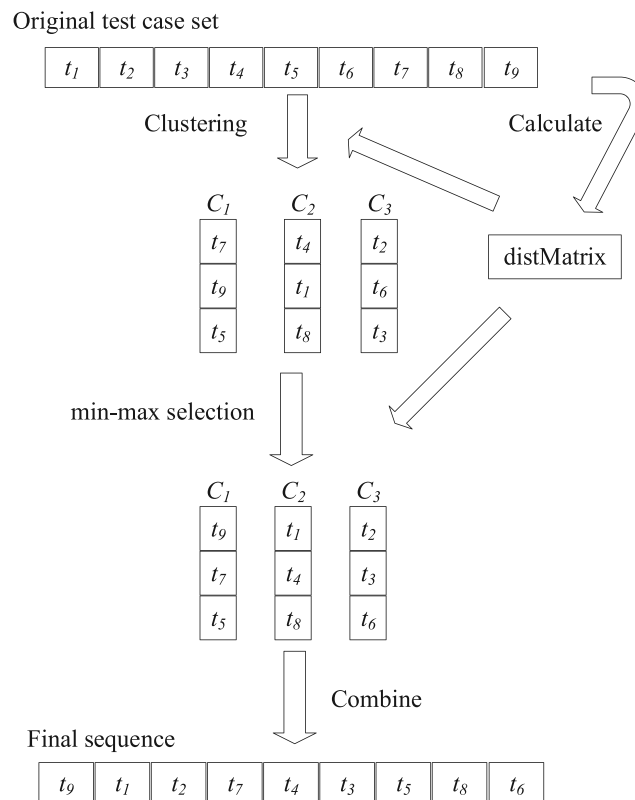 Original test case set
t1 t2 t3 t4 t5 t6 t7 t8 t9
Clustering
Calculate
C1 C2 C3
t7 t4 t2
distMatrix
t9 t1 t6
t5 t8 t3
min-max selection
C1 C2 C3
t9 t1 t2
t7 t4 t3
t5 t8 t6
Combine
Final sequence
t9 t1 t2 t7 t4 t3 t5 t8 t6